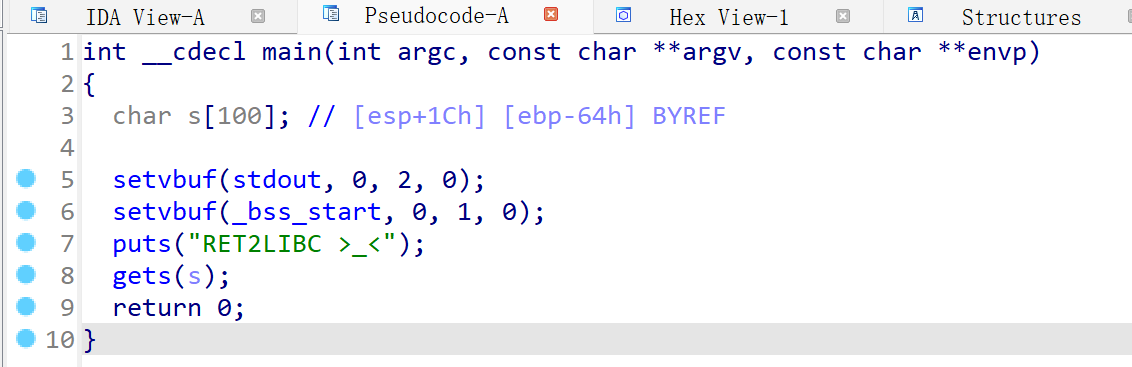 IDA View-A Pseudocode-A Hex View-1 Structures
1 int __cdecl main(int argc, const char **argv, const char **envp)
2 {
3   char s[100]; // [esp+1Ch] [ebp-64h] BYREF
4
5   setvbuf(stdout, 0, 2, 0);
6   setvbuf(_bss_start, 0, 1, 0);
7   puts("RET2LIBC >_<");
8   gets(s);
9   return 0;
10 }